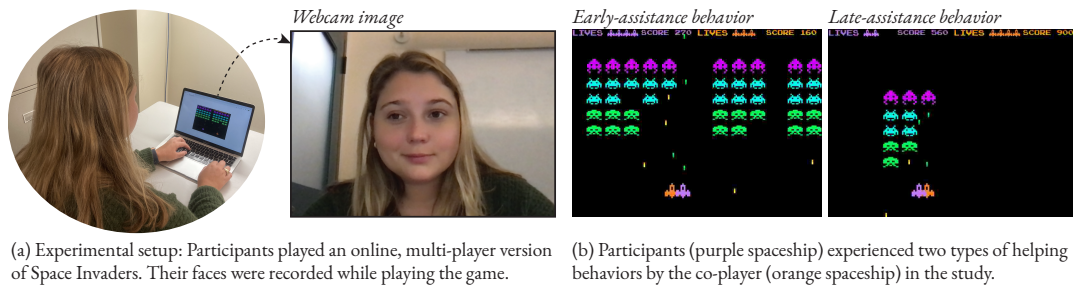 Webcam image
Early-assistance behavior
Late-assistance behavior
LIVES SCORE 270 LIVES SCORE 160
LIVES SCORE 560 LIVES SCORE 900
(a) Experimental setup: Participants played an online, multi-player version
of Space Invaders. Their faces were recorded while playing the game.
(b) Participants (purple spaceship) experienced two types of helping
behaviors by the co-player (orange spaceship) in the study.